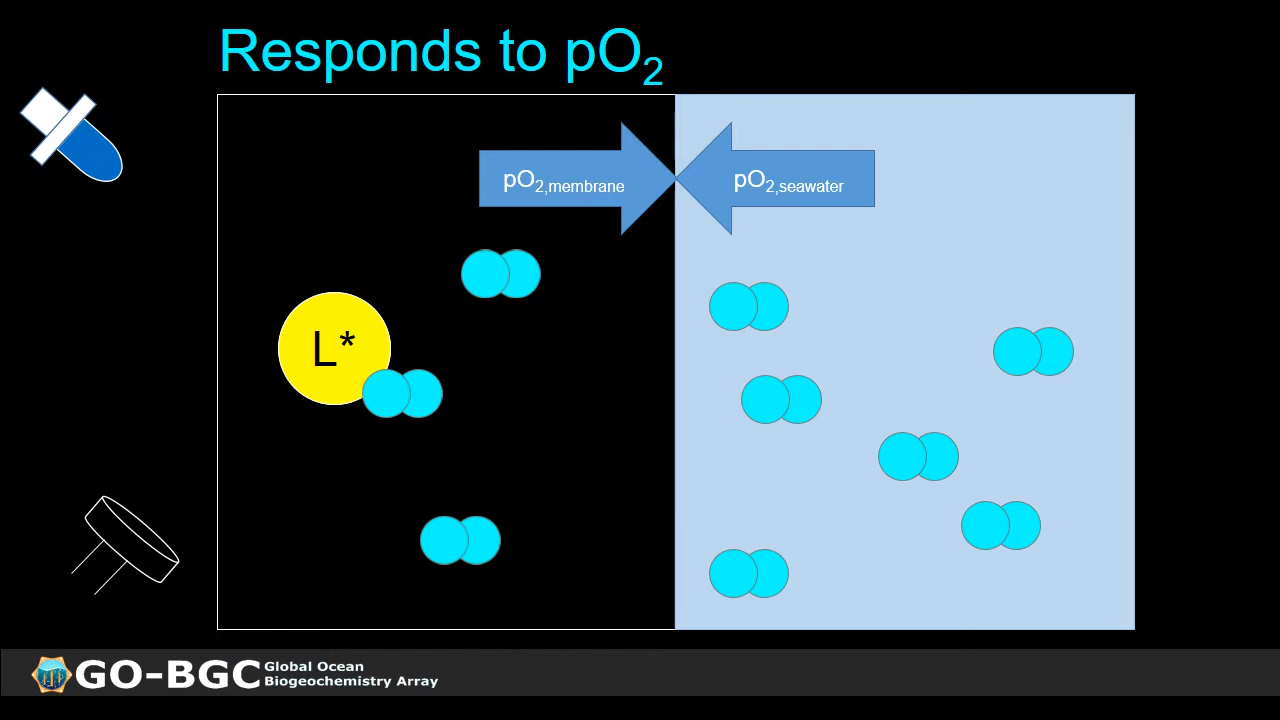 Responds to pO₂
pO₂,membrane
pO₂,seawater
L*
GO-BGC
Global Ocean
Biogeochemistry Array